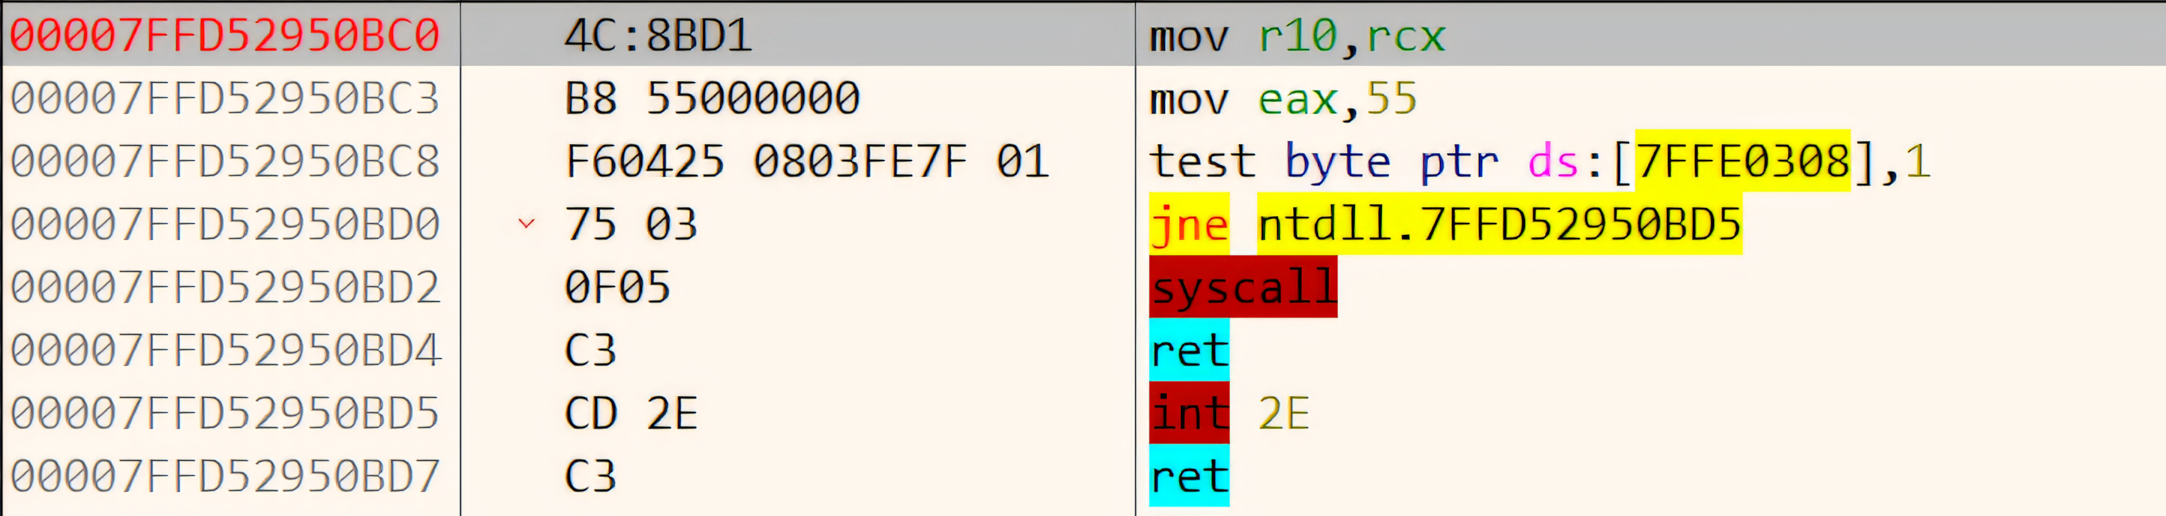 00007FFD52950BC0 4C:8BD1 mov r10,rcx
00007FFD52950BC3 B8 55000000 mov eax,55
00007FFD52950BC8 F60425 0803FE7F 01 test byte ptr ds:[7FFE0308],1
00007FFD52950BD0 75 03 jne ntdll.7FFD52950BD5
00007FFD52950BD2 0F05 syscall
00007FFD52950BD4 C3 ret
00007FFD52950BD5 CD 2E int 2E
00007FFD52950BD7 C3 ret